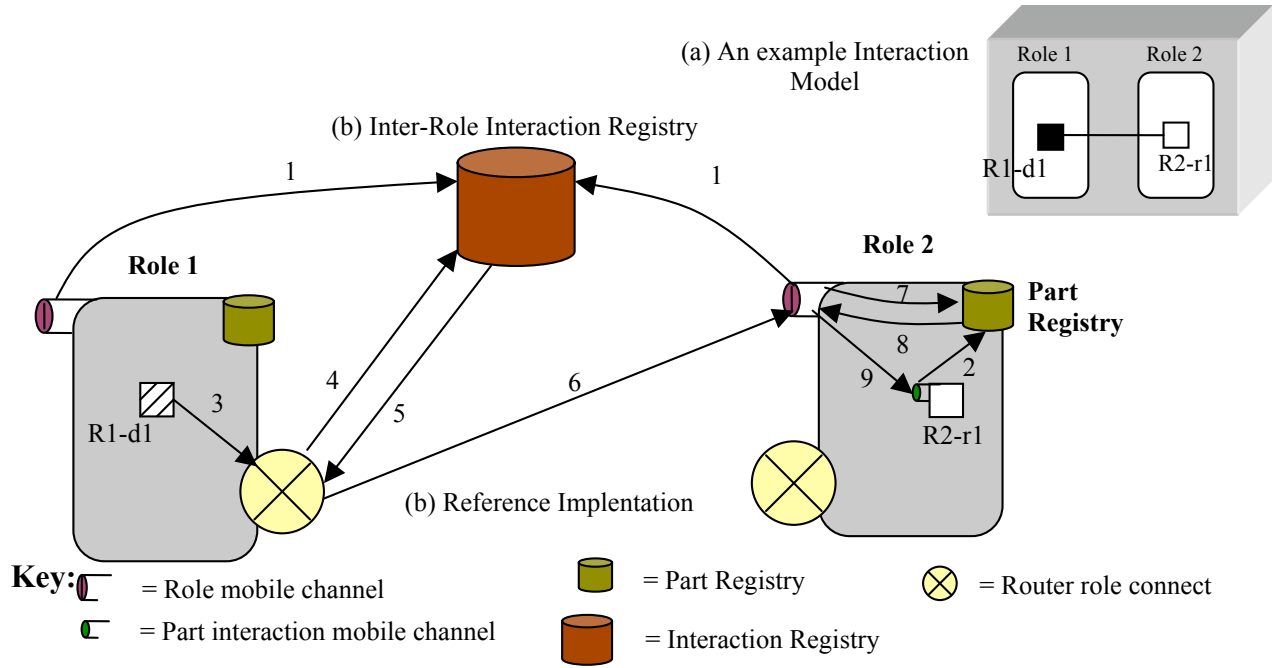 (a) An example Interaction
Model
Role 1
Role 2
R1-d1
R2-r1
(b) Inter-Role Interaction Registry
1
1
Role 1
Role 2
Part
Registry
7
8
9
2
3
4
5
6
R1-d1
R2-r1
(b) Reference Implentation
Key:
= Role mobile channel
= Part interaction mobile channel
= Part Registry
= Interaction Registry
= Router role connect